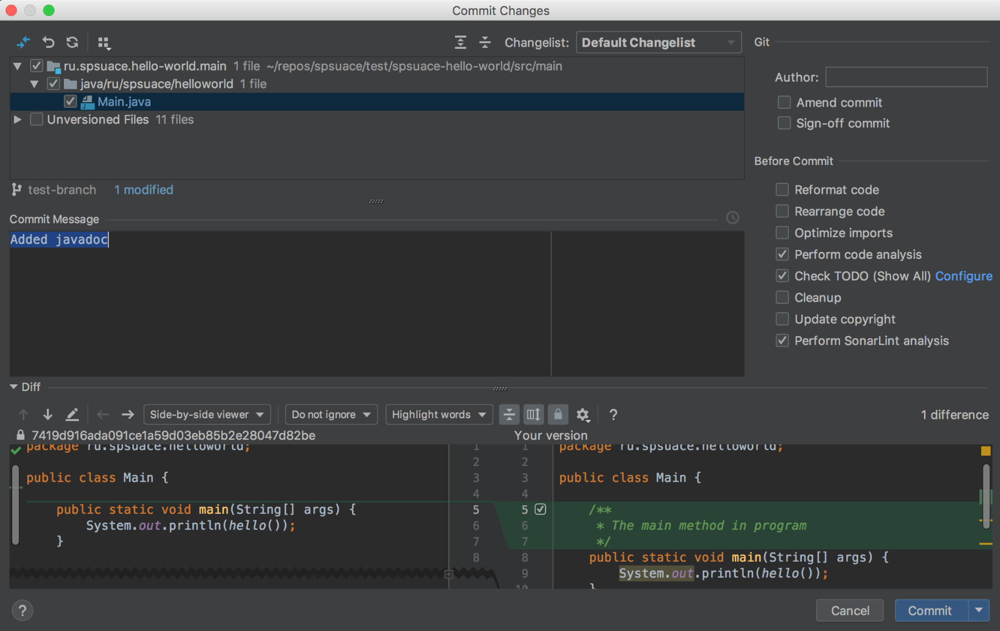 Commit Changes
Changelist: Default Changelist
ru.spsuace.hello-world.main 1 file ~/repos/spsuace/test/spsuace-hello-world/src/main
java/ru/spsuace/helloworld 1 file
Main.java
Unversioned Files 11 files
test-branch 1 modified
Commit Message
Added javadoc
Git
Author:
Amend commit
Sign-off commit
Before Commit
Reformat code
Rearrange code
Optimize imports
Perform code analysis
Check TODO (Show All) Configure
Cleanup
Update copyright
Perform SonarLint analysis
Diff
Side-by-side viewer Do not ignore Highlight words ? 1 difference
7419d916ada091ce1a59d03eb85b2e28047d82be Your version
package ru.spsuace.helloworld; 1
2
public class Main { 3
4
public static void main(String[] args) { 5
System.out.println(hello()); 6
} 7
8
1 package ru.spsuace.helloworld;
2
3 public class Main {
4
5 /**
6 * The main method in program
7 */
8 public static void main(String[] args) {
9 System.out.println(hello());
10 }
? Cancel Commit